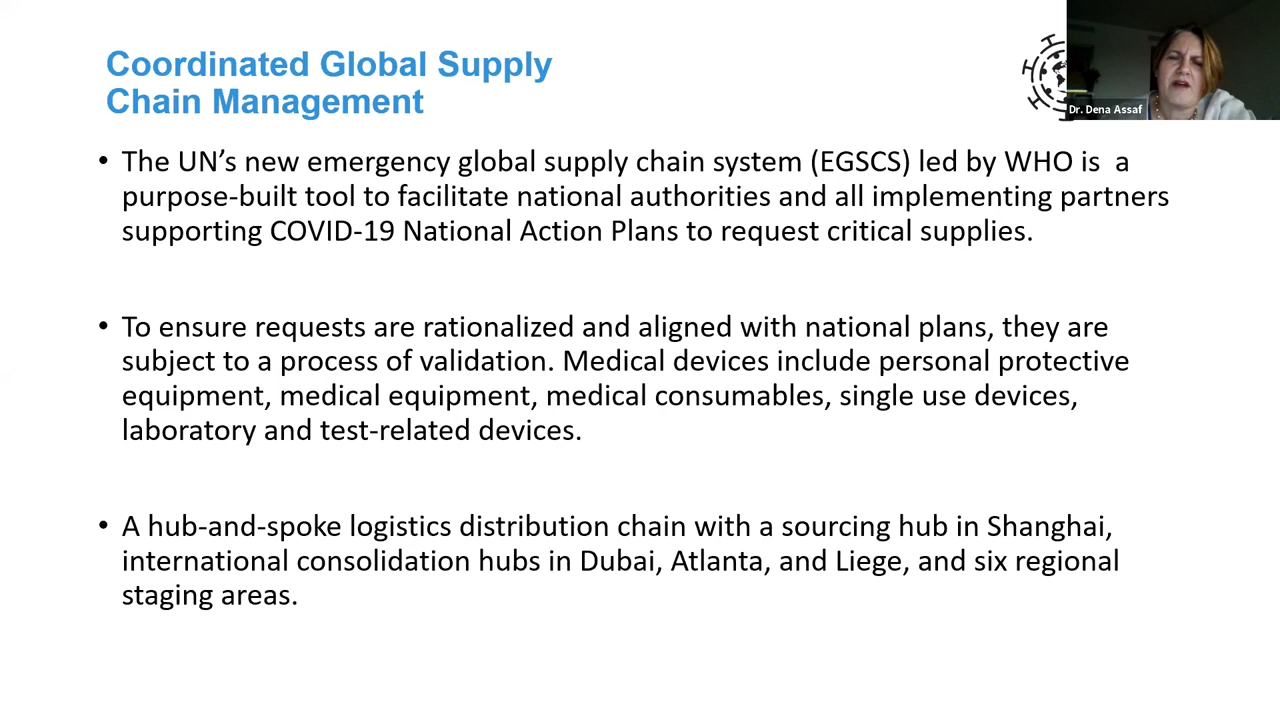 Coordinated Global Supply
Chain Management
Dr. Dena Assaf
• The UN’s new emergency global supply chain system (EGSCS) led by WHO is  a
purpose-built tool to facilitate national authorities and all implementing partners
supporting COVID-19 National Action Plans to request critical supplies.
• To ensure requests are rationalized and aligned with national plans, they are
subject to a process of validation. Medical devices include personal protective
equipment, medical equipment, medical consumables, single use devices,
laboratory and test-related devices.
• A hub-and-spoke logistics distribution chain with a sourcing hub in Shanghai,
international consolidation hubs in Dubai, Atlanta, and Liege, and six regional
staging areas.